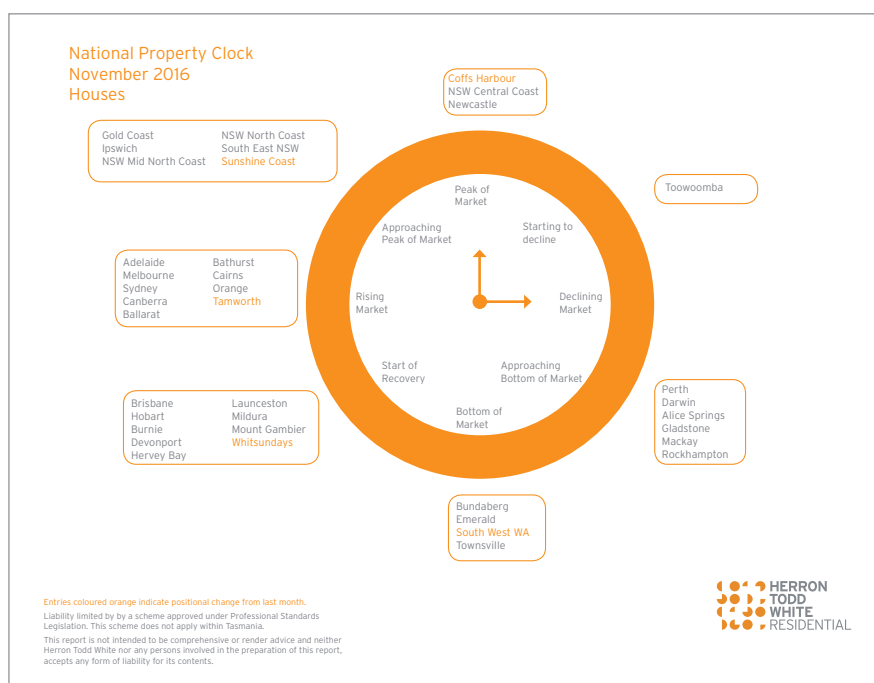 National Property Clock
November 2016
Houses
Coffs Harbour
NSW Central Coast
Newcastle
Gold Coast
Ipswich
NSW Mid North Coast
NSW North Coast
South East NSW
Sunshine Coast
Toowoomba
Peak of
Market
Approaching
Peak of Market
Starting to
decline
Adelaide
Melbourne
Sydney
Canberra
Ballarat
Bathurst
Cairns
Orange
Tamworth
Rising
Market
Declining
Market
Start of
Recovery
Approaching
Bottom of Market
Bottom of
Market
Brisbane
Hobart
Burnie
Devonport
Hervey Bay
Launceston
Mildura
Mount Gambier
Whitsundays
Perth
Darwin
Alice Springs
Gladstone
Mackay
Rockhampton
Bundaberg
Emerald
South West WA
Townsville
Entries coloured orange indicate positional change from last month.
Liability limited by by a scheme approved under Professional Standards
Legislation. This scheme does not apply within Tasmania.
This report is not intended to be comprehensive or render advice and neither
Herron Todd White nor any persons involved in the preparation of this report,
accepts any form of liability for its contents.
HERRON
TODD
WHITE
RESIDENTIAL